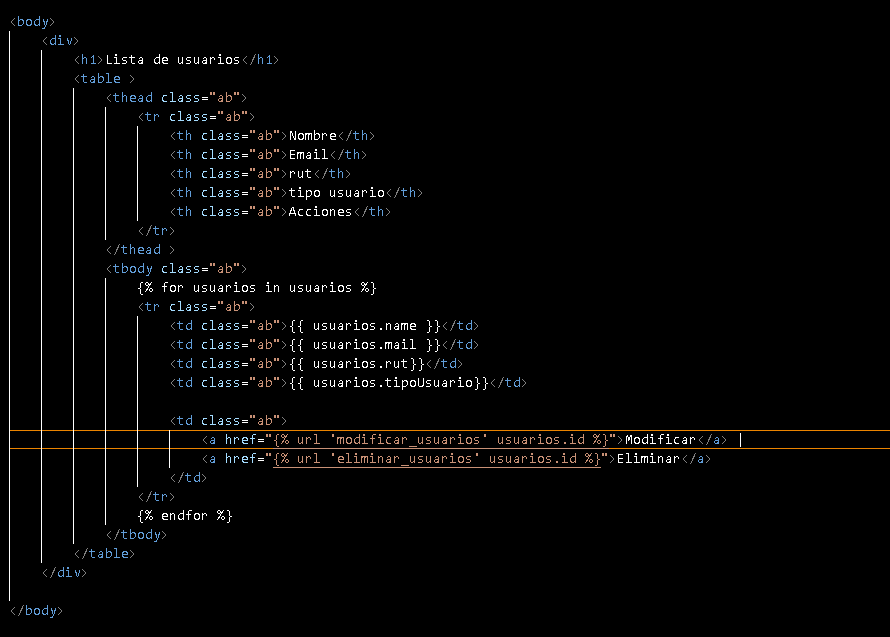 <body>
<div>
<h1>Lista de usuarios</h1>
<table >
<thead class="ab">
<tr class="ab">
<th class="ab">Nombre</th>
<th class="ab">Email</th>
<th class="ab">rut</th>
<th class="ab">tipo usuario</th>
<th class="ab">Acciones</th>
</tr>
</thead >
<tbody class="ab">
{% for usuarios in usuarios %}
<tr class="ab">
<td class="ab">{{ usuarios.name }}</td>
<td class="ab">{{ usuarios.mail }}</td>
<td class="ab">{{ usuarios.rut}}</td>
<td class="ab">{{ usuarios.tipoUsuario}}</td>
<td class="ab">
<a href="{% url 'modificar_usuarios' usuarios.id %}">Modificar</a>
<a href="{% url 'eliminar_usuarios' usuarios.id %}">Eliminar</a>
</td>
</tr>
{% endfor %}
</tbody>
</table>
</div>
</body>